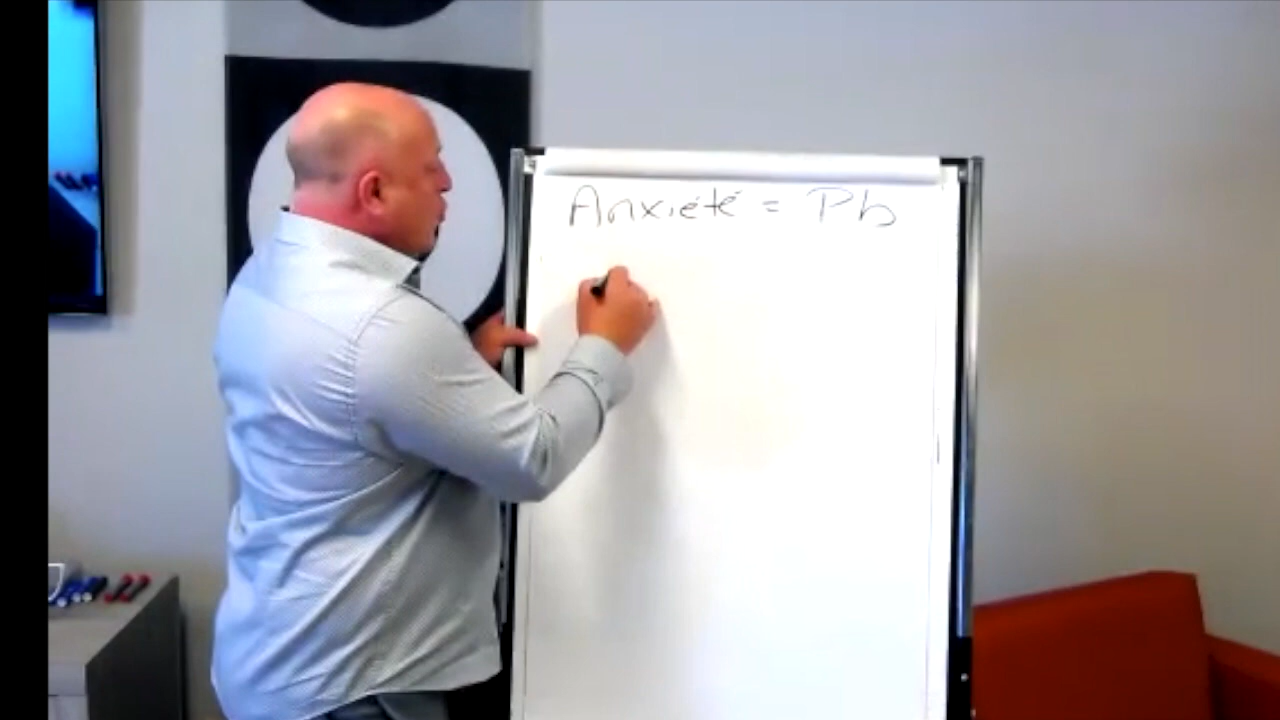 Anxiété = Pb